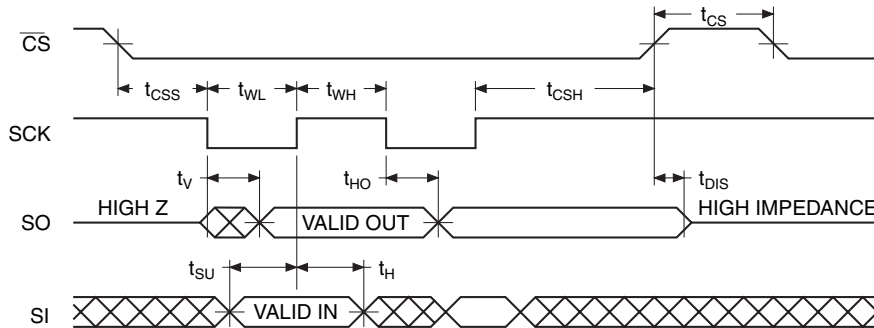 CS
tCS
tCSS tWL tWH tCSH
SCK
tV tHO tDIS
HIGH Z VALID OUT HIGH IMPEDANCE
SO
tSU tH
SI VALID IN